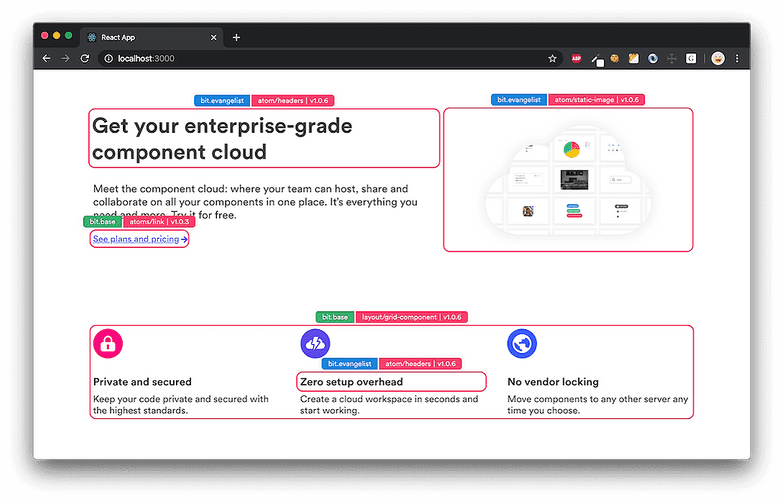 React App
localhost:3000
ABP
bit.evangelist atom/headers | v1.0.6
bit.evangelist atom/static-image | v1.0.6
Get your enterprise-grade
component cloud
Meet the component cloud: where your team can host, share and
collaborate on all your components in one place. It's everything you
need and more. Try it for free.
bit.base atoms/link | v1.0.3
See plans and pricing
bit.base layout/grid-component | v1.0.6
bit.evangelist atom/headers | v1.0.6
Private and secured
Keep your code private and secured with
the highest standards.
Zero setup overhead
Create a cloud workspace in seconds and
start working.
No vendor locking
Move components to any other server any
time you choose.